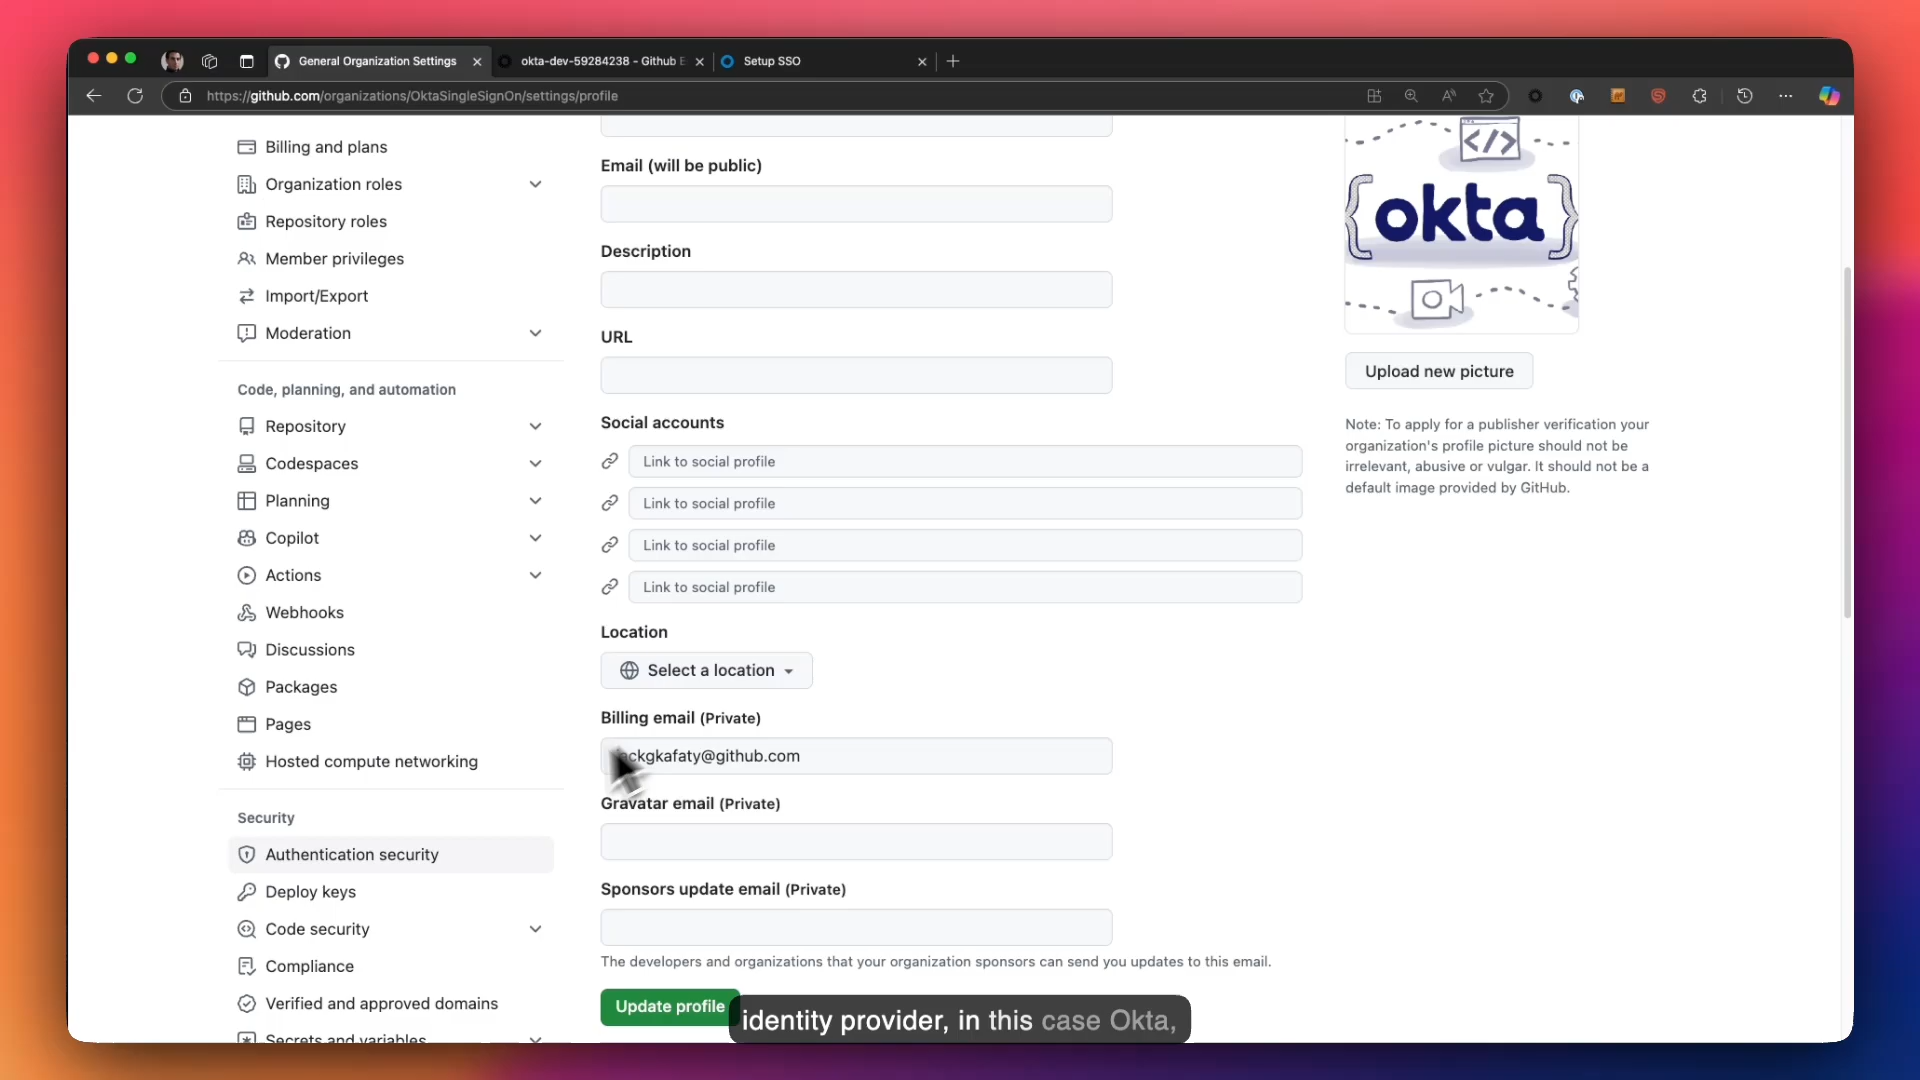 General Organization Settings
okta-dev-59284238 - Github E
Setup SSO
https://github.com/organizations/OktaSingleSignOn/settings/profile
Billing and plans
Organization roles
Repository roles
Member privileges
Import/Export
Moderation
Code, planning, and automation
Repository
Codespaces
Planning
Copilot
Actions
Webhooks
Discussions
Packages
Pages
Hosted compute networking
Security
Authentication security
Deploy keys
Code security
Compliance
Verified and approved domains
Secrets and variables
Email (will be public)
Description
URL
Social accounts
Link to social profile
Link to social profile
Link to social profile
Link to social profile
Location
Select a location
Billing email (Private)
ckgkafaty@github.com
Gravatar email (Private)
Sponsors update email (Private)
The developers and organizations that your organization sponsors can send you updates to this email.
Update profile
</>
{okta}
Upload new picture
Note: To apply for a publisher verification your
organization's profile picture should not be
irrelevant, abusive or vulgar. It should not be a
default image provided by GitHub.
identity provider, in this case Okta,